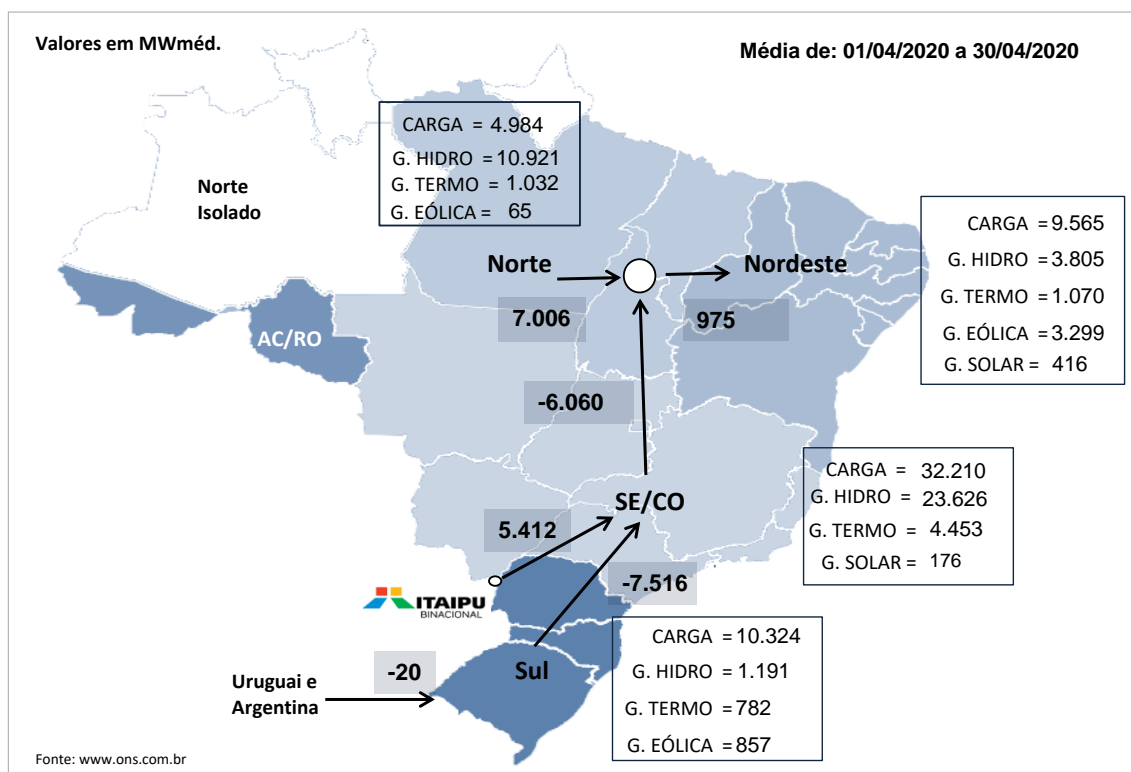 Valores em MWméd.
Média de: 01/04/2020 a 30/04/2020
CARGA = 4.984
G. HIDRO = 10.921
G. TERMO = 1.032
G. EÓLICA = 65
Norte
Isolado
CARGA = 9.565
G. HIDRO = 3.805
G. TERMO = 1.070
G. EÓLICA = 3.299
G. SOLAR = 416
Norte
Nordeste
7.006
975
AC/RO
-6.060
CARGA = 32.210
G. HIDRO = 23.626
G. TERMO = 4.453
G. SOLAR = 176
SE/CO
5.412
-7.516
ITAIPU
BINACIONAL
CARGA = 10.324
G. HIDRO = 1.191
G. TERMO = 782
G. EÓLICA = 857
Sul
-20
Uruguai e
Argentina
Fonte: www.ons.com.br